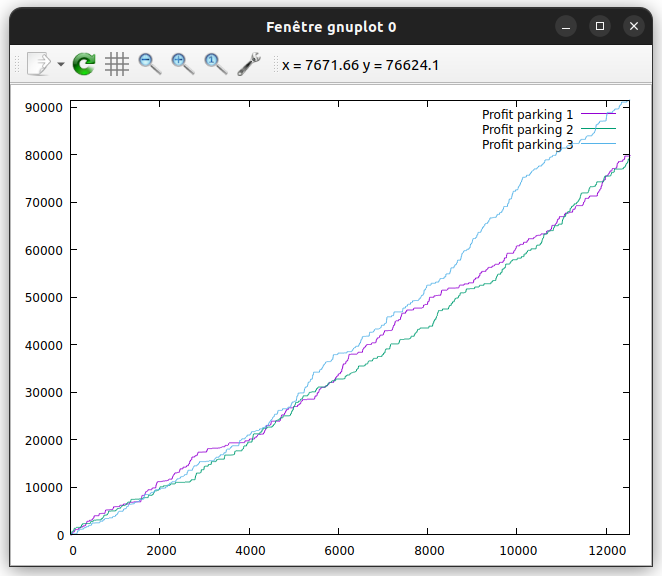 Fenêtre gnuplot 0
x = 7671.66 y = 76624.1
Profit parking 1
Profit parking 2
Profit parking 3
90000
80000
70000
60000
50000
40000
30000
20000
10000
0
0 2000 4000 6000 8000 10000 12000